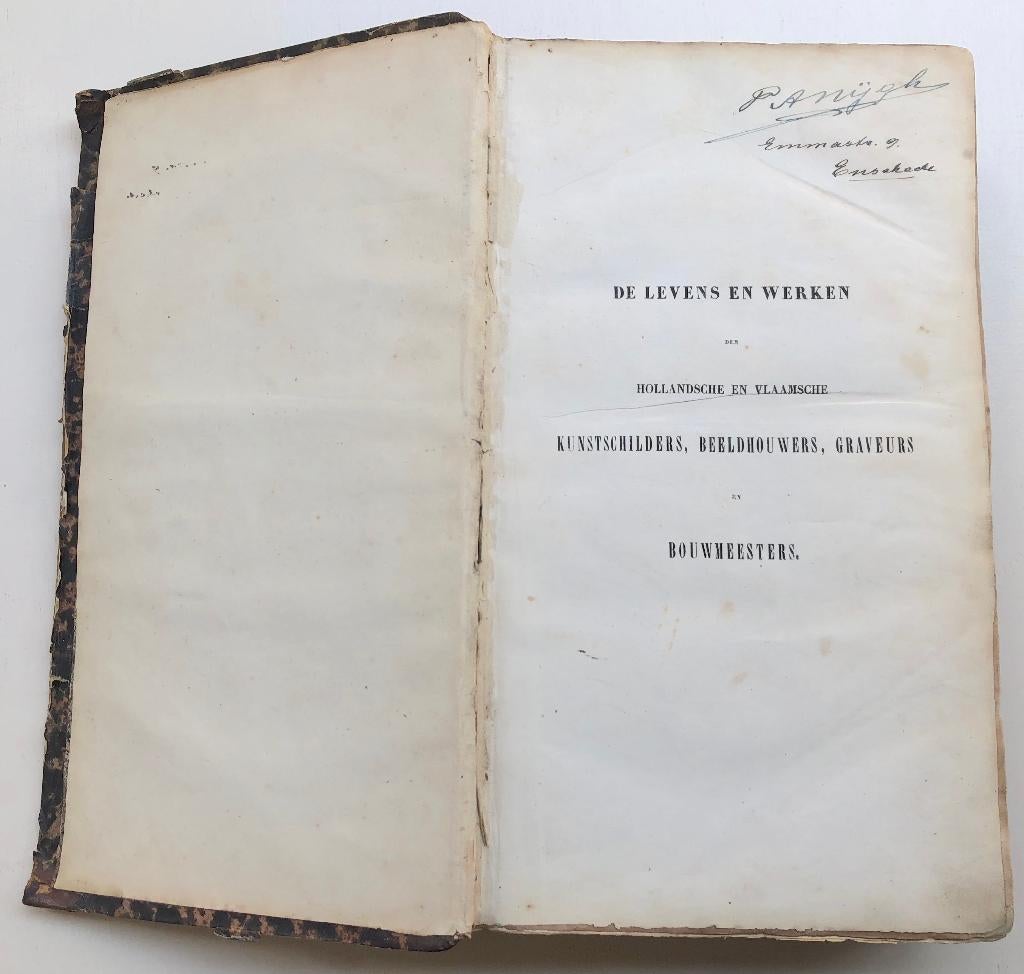 P A Nijgh
Emmastr. 9.
Enschede
DE LEVENS EN WERKEN
DER
HOLLANDSCHE EN VLAAMSCHE
KUNSTSCHILDERS, BEELDHOUWERS, GRAVEURS
EN
BOUWMEESTERS.